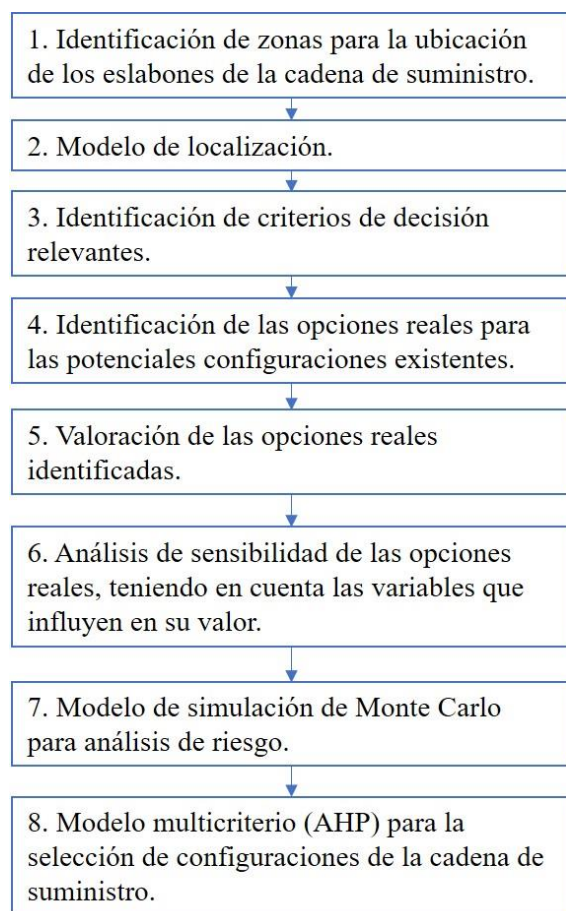 1. Identificación de zonas para la ubicación
de los eslabones de la cadena de suministro.
2. Modelo de localización.
3. Identificación de criterios de decisión
relevantes.
4. Identificación de las opciones reales para
las potenciales configuraciones existentes.
5. Valoración de las opciones reales
identificadas.
6. Análisis de sensibilidad de las opciones
reales, teniendo en cuenta las variables que
influyen en su valor.
7. Modelo de simulación de Monte Carlo
para análisis de riesgo.
8. Modelo multicriterio (AHP) para la
selección de configuraciones de la cadena de
suministro.